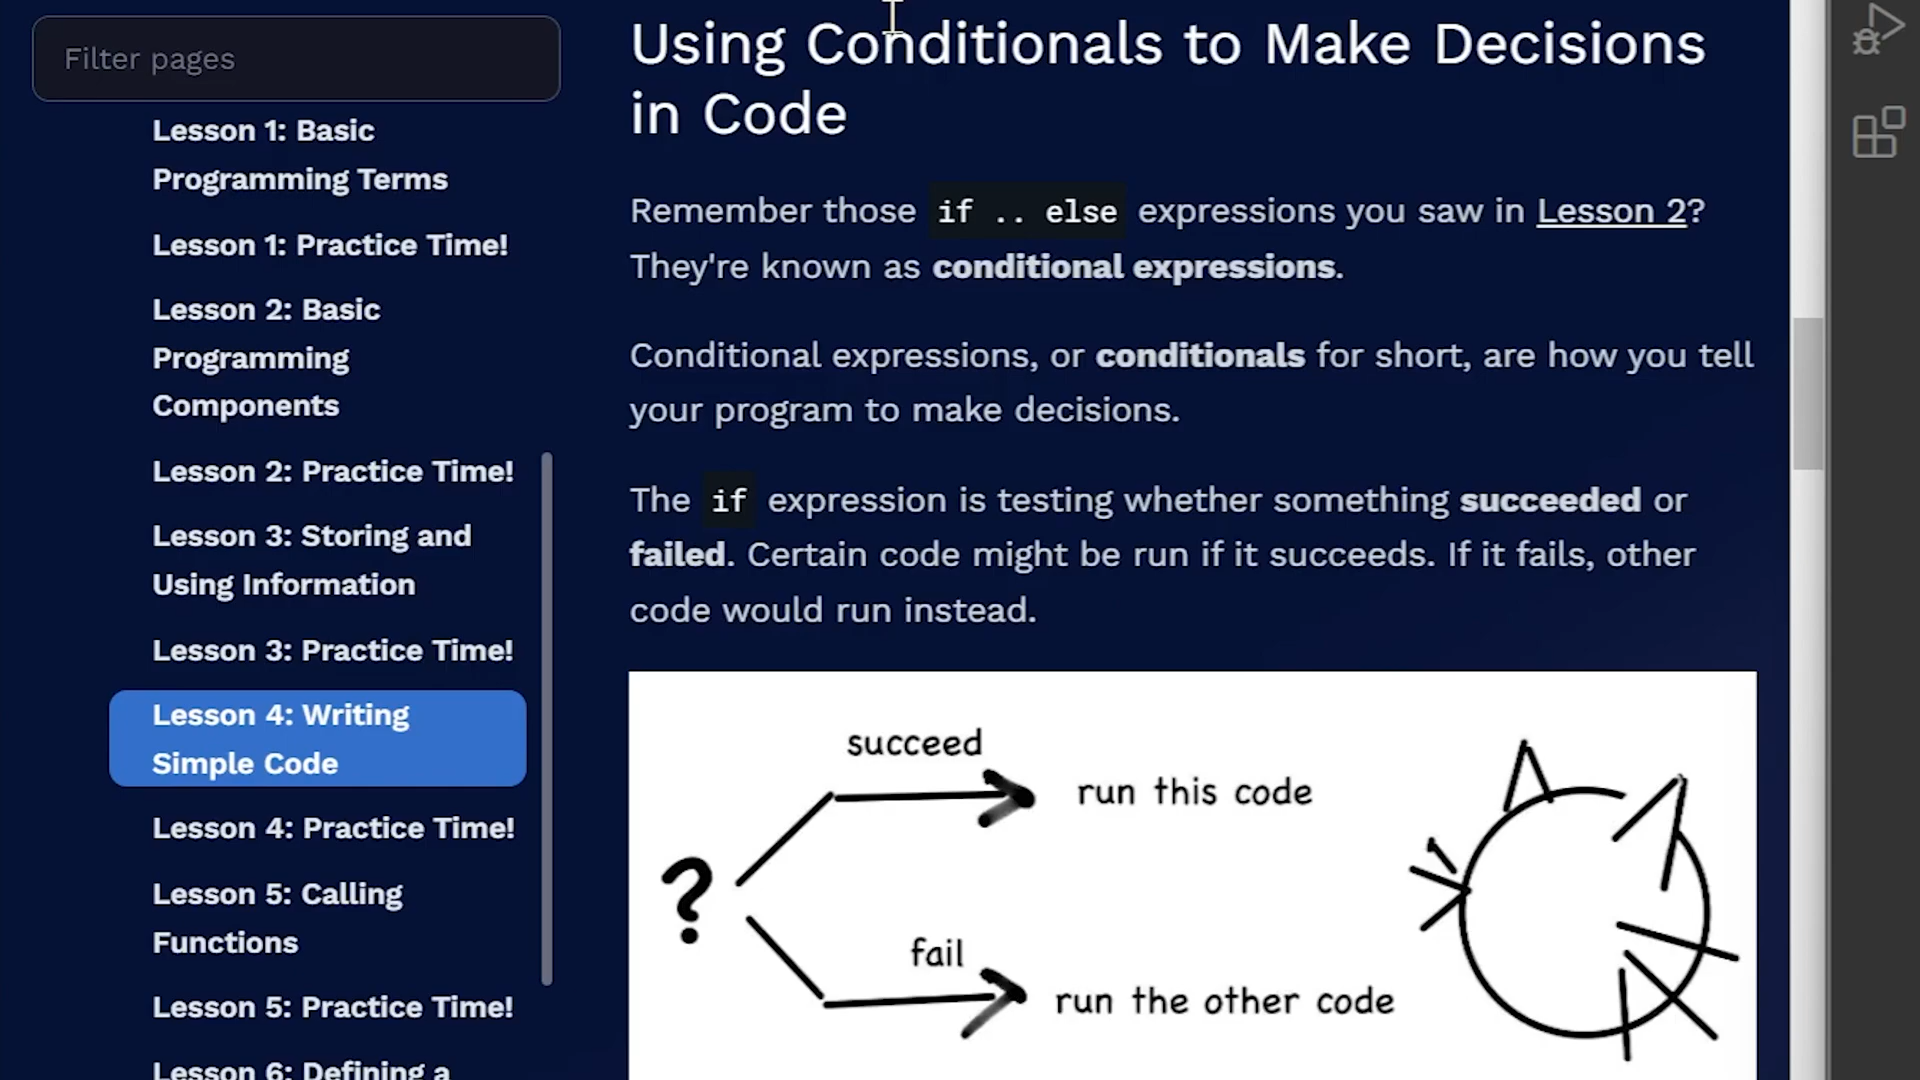 Filter pages
Lesson 1: Basic
Programming Terms
Lesson 1: Practice Time!
Lesson 2: Basic
Programming
Components
Lesson 2: Practice Time!
Lesson 3: Storing and
Using Information
Lesson 3: Practice Time!
Lesson 4: Writing
Simple Code
Lesson 4: Practice Time!
Lesson 5: Calling
Functions
Lesson 5: Practice Time!
Lesson 6: Defining a
Using Conditionals to Make Decisions
in Code
Remember those if .. else expressions you saw in Lesson 2?
They're known as conditional expressions.
Conditional expressions, or conditionals for short, are how you tell
your program to make decisions.
The if expression is testing whether something succeeded or
failed. Certain code might be run if it succeeds. If it fails, other
code would run instead.
succeed
run this code
?
fail
run the other code